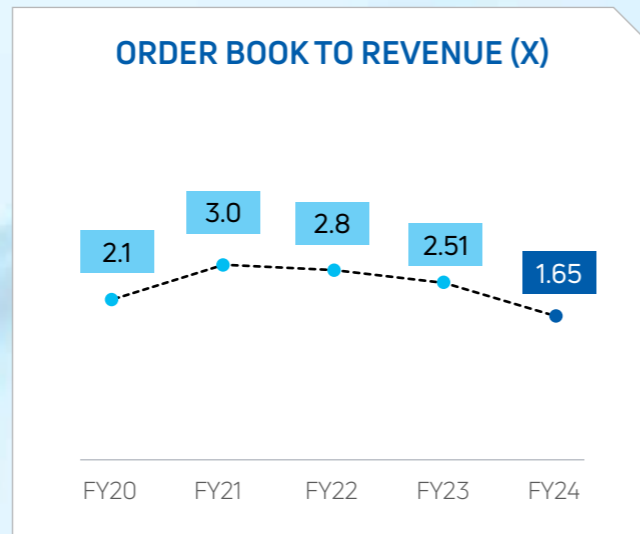 ORDER BOOK TO REVENUE (X)
2.1
3.0
2.8
2.51
1.65
FY20
FY21
FY22
FY23
FY24